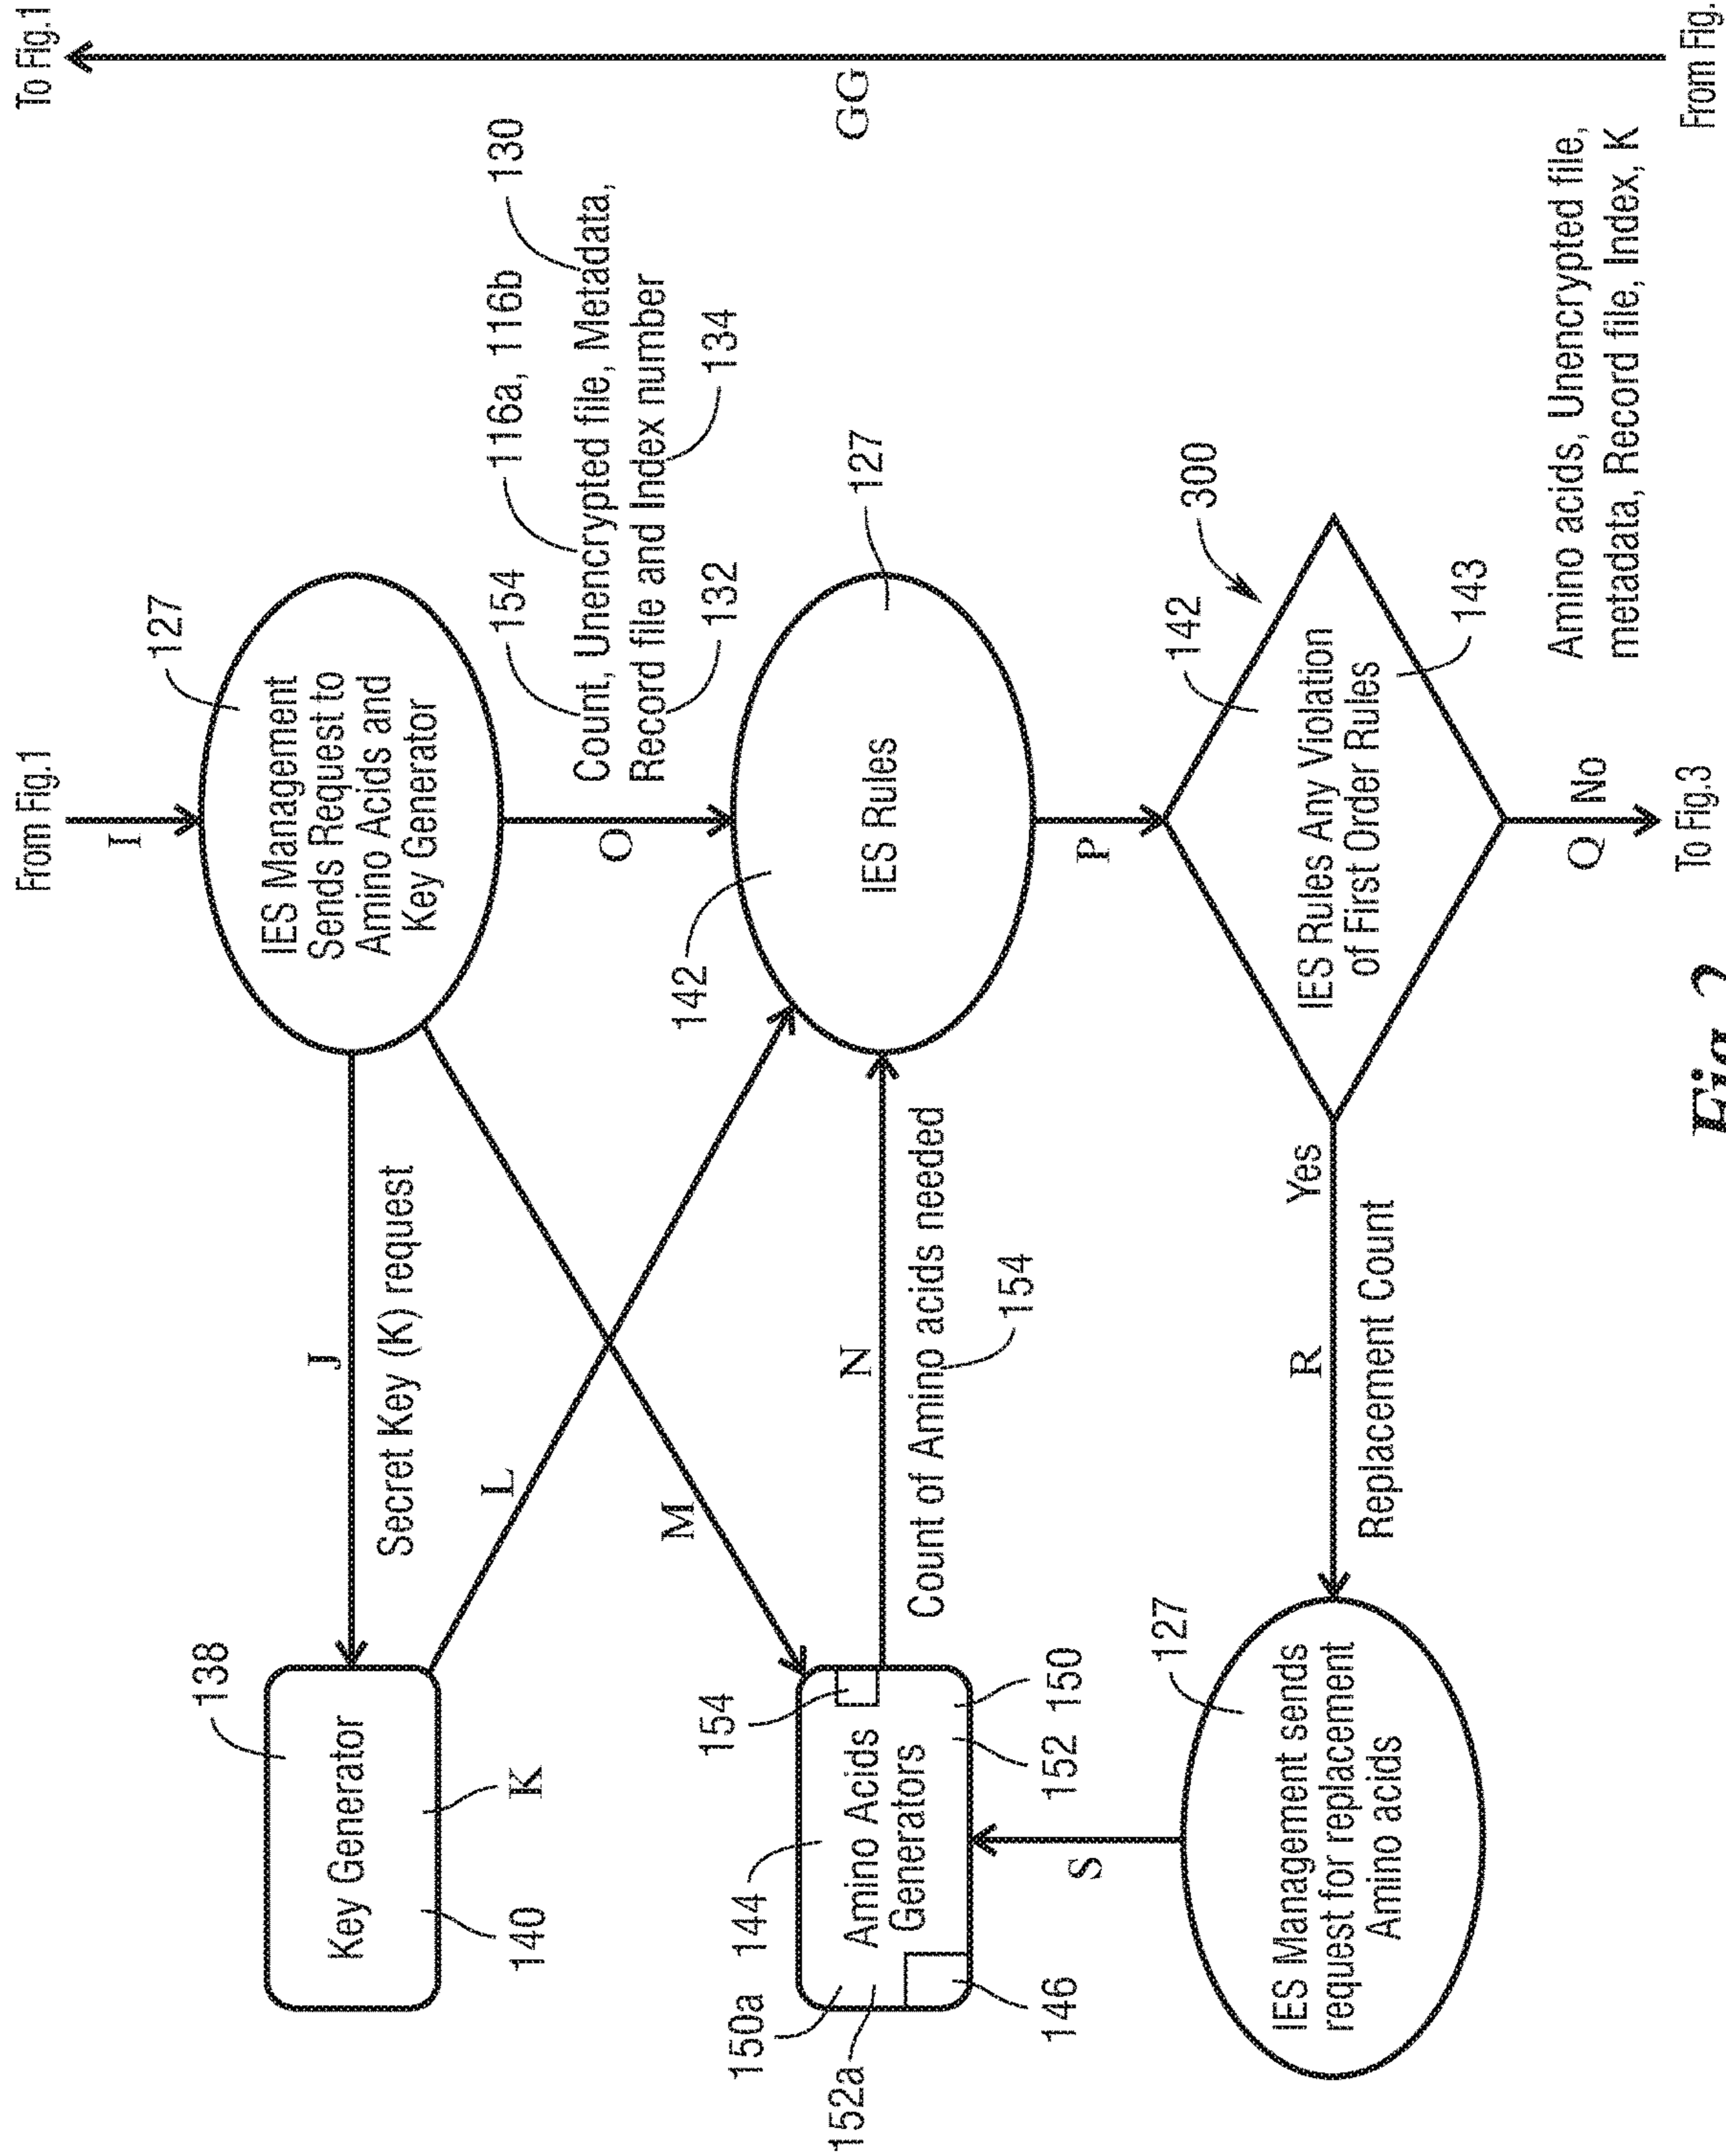 From Fig.1
To Fig.1
I
127
IES Management
Sends Request to
Amino Acids and
Key Generator
138
Key Generator
140
K
J
Secret Key (K) request
L
M
O
154
116a, 116b
130
Count, Unencrypted file, Metadata,
Record file and Index number
132
134
GG
150a
144
154
152a
Amino Acids
Generators
146
152
150
N
Count of Amino acids needed
154
142
IES Rules
127
P
S
127
IES Management sends
request for replacement
Amino acids
R
Yes
Replacement Count
142
300
IES Rules Any Violation
of First Order Rules
143
Q
No
Amino acids, Unencrypted file,
metadata, Record file, Index, K
To Fig.3
From Fig.
Fig.2